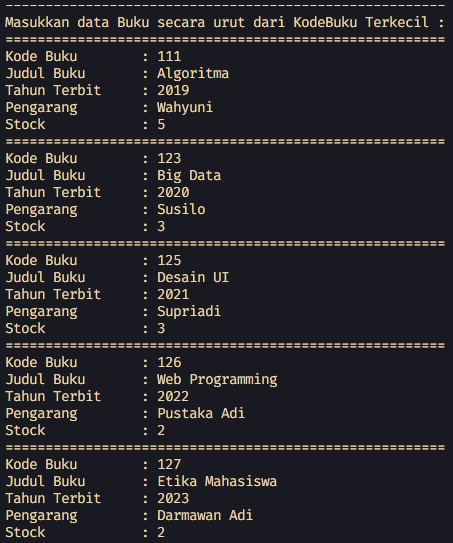 -------------------------------------------------------
Masukkan data Buku secara urut dari KodeBuku Terkecil :
=======================================================
Kode Buku : 111
Judul Buku : Algoritma
Tahun Terbit : 2019
Pengarang : Wahyuni
Stock : 5
=======================================================
Kode Buku : 123
Judul Buku : Big Data
Tahun Terbit : 2020
Pengarang : Susilo
Stock : 3
=======================================================
Kode Buku : 125
Judul Buku : Desain UI
Tahun Terbit : 2021
Pengarang : Supriadi
Stock : 3
=======================================================
Kode Buku : 126
Judul Buku : Web Programming
Tahun Terbit : 2022
Pengarang : Pustaka Adi
Stock : 2
=======================================================
Kode Buku : 127
Judul Buku : Etika Mahasiswa
Tahun Terbit : 2023
Pengarang : Darmawan Adi
Stock : 2